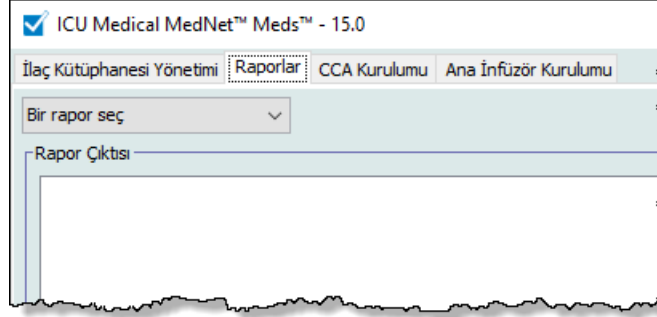 ICU Medical MedNet™ Meds™ - 15.0
İlaç Kütüphanesi Yönetimi Raporlar CCA Kurulumu Ana İnfüzör Kurulumu
Bir rapor seç
Rapor Çıktısı